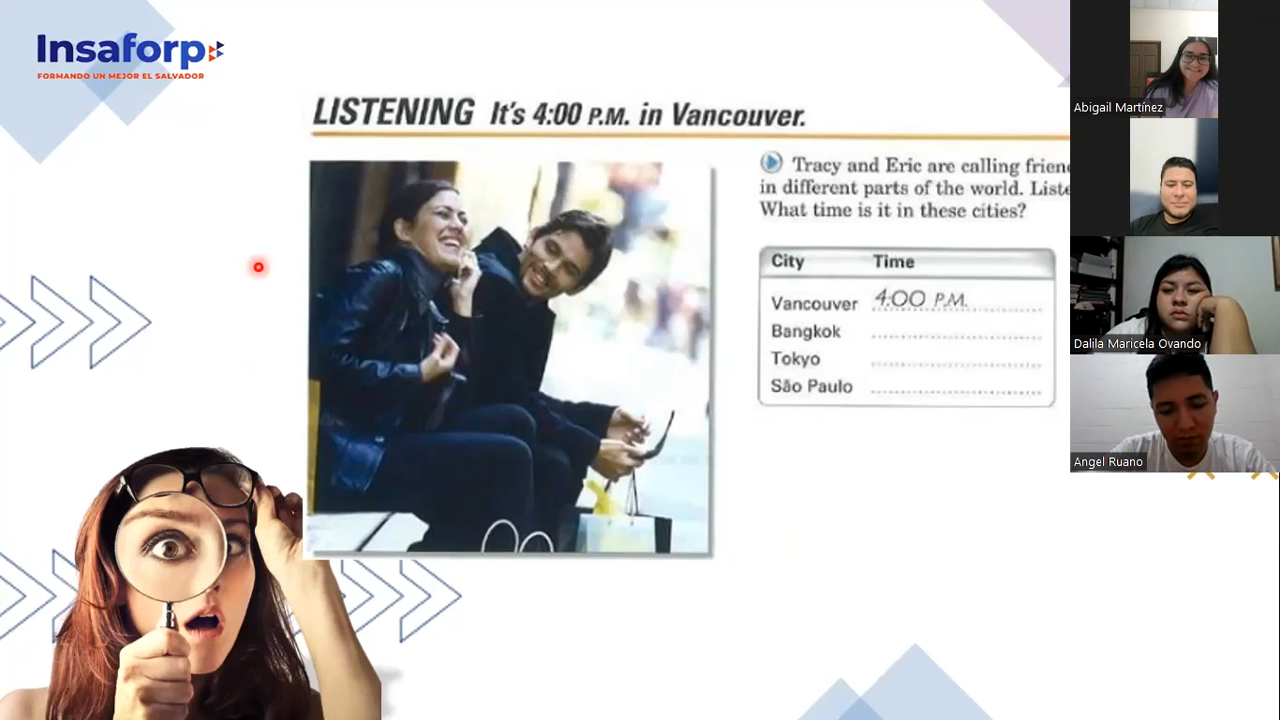 Insaforp
FORMANDO UN MEJOR EL SALVADOR
LISTENING It's 4:00 P.M. in Vancouver.
Tracy and Eric are calling
in different parts of the world.
What time is it in these cities?
City Time
Vancouver 4:00 P.M.
Bangkok
Tokyo
São Paulo
Abigail Martínez
Dalila Maricela Ovando
Angel Ruano